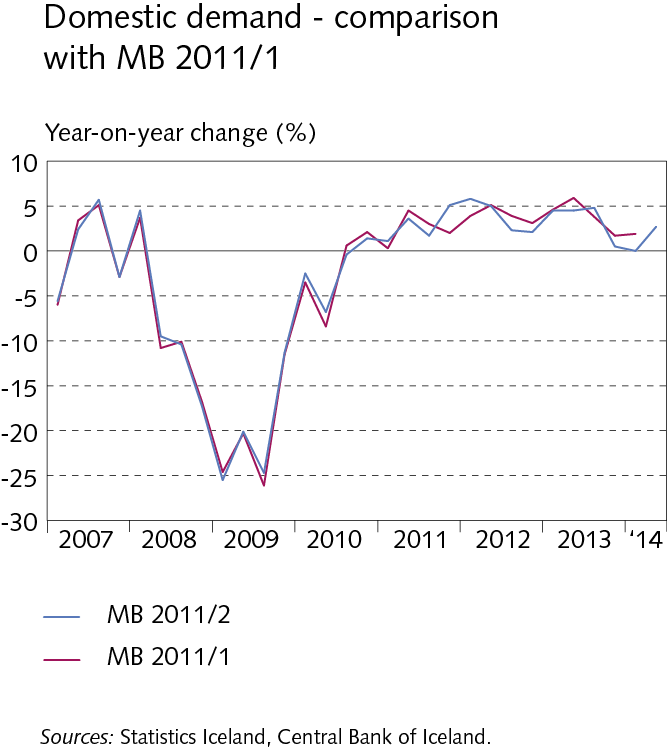 Domestic demand - comparison
with MB 2011/1
Year-on-year change (%)
10
5
0
-5
-10
-15
-20
-25
-30
2007 2008 2009 2010 2011 2012 2013 ‘14
MB 2011/2
MB 2011/1
Sources: Statistics Iceland, Central Bank of Iceland.